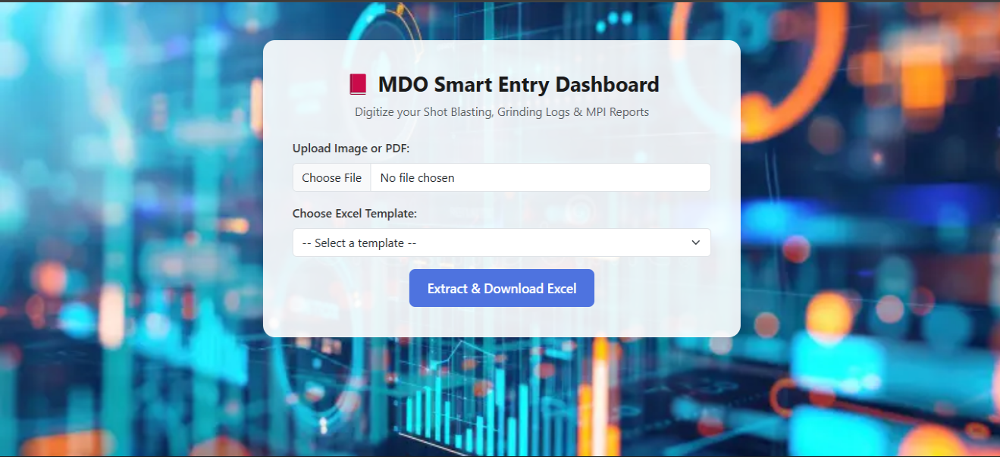 MDO Smart Entry Dashboard
Digitize your Shot Blasting, Grinding Logs & MPI Reports
Upload Image or PDF:
Choose File No file chosen
Choose Excel Template:
-- Select a template --
Extract & Download Excel